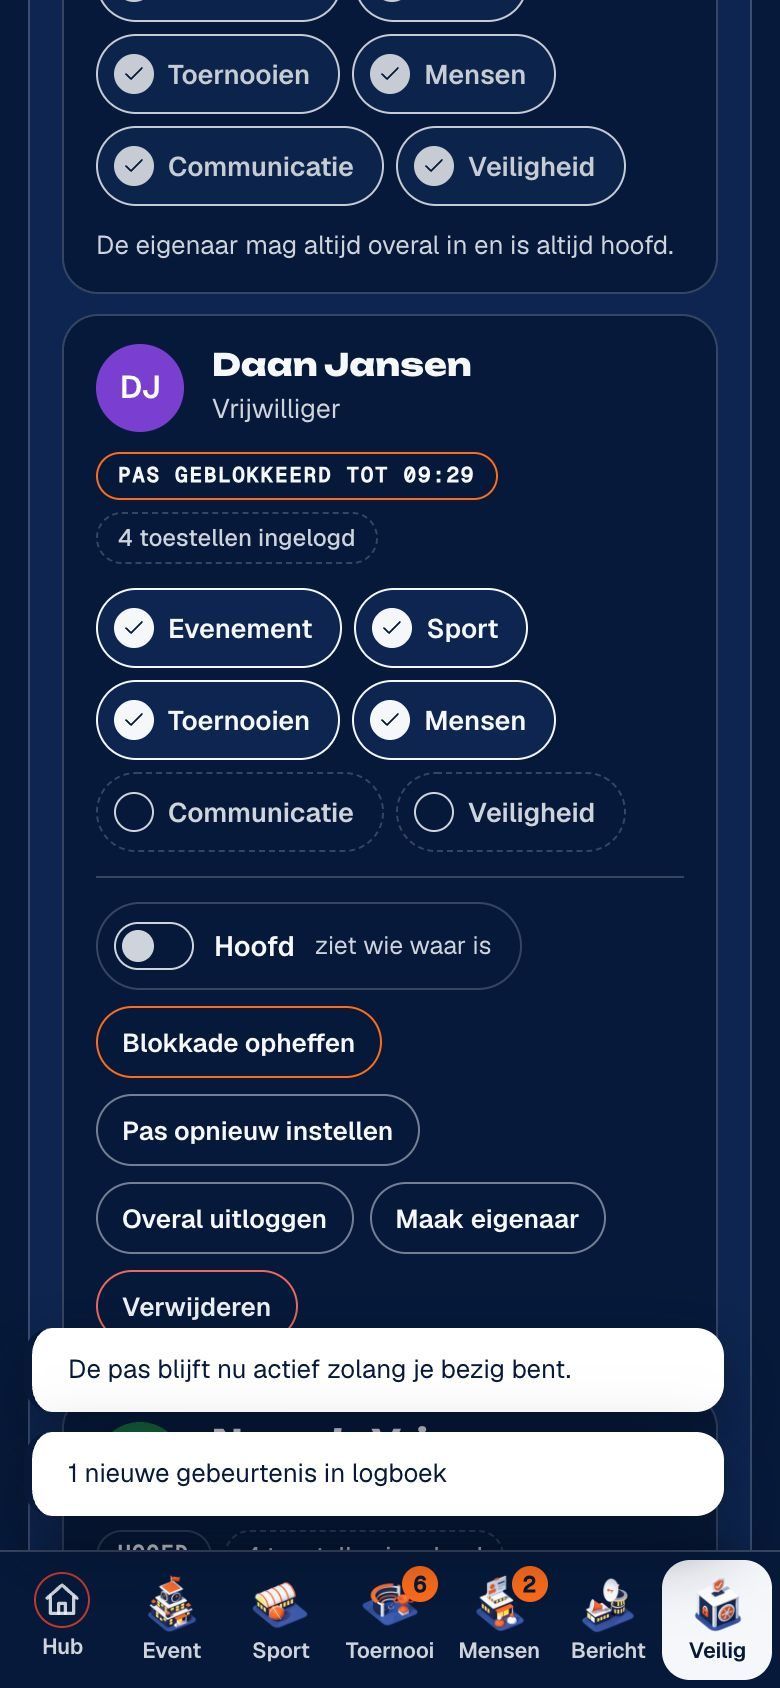 Toernooien Mensen
Communicatie Veiligheid
De eigenaar mag altijd overal in en is altijd hoofd.
DJ
Daan Jansen
Vrijwilliger
PAS GEBLOKKEERD TOT 09:29
4 toestellen ingelogd
Evenement Sport
Toernooien Mensen
Communicatie Veiligheid
Hoofd ziet wie waar is
Blokkade opheffen
Pas opnieuw instellen
Overal uitloggen Maak eigenaar
Verwijderen
De pas blijft nu actief zolang je bezig bent.
1 nieuwe gebeurtenis in logboek
6 2
Hub Event Sport Toernooi Mensen Bericht Veilig